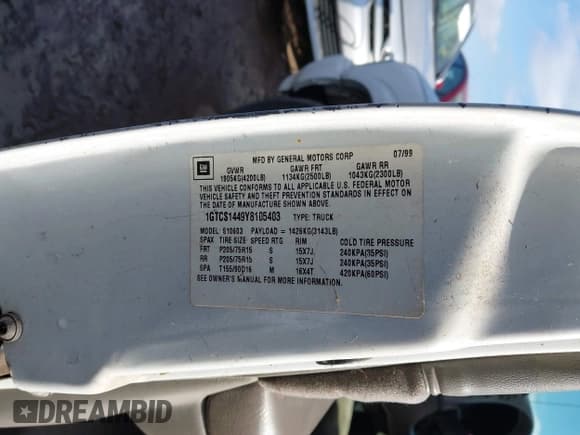 MFD BY GENERAL MOTORS CORP 07/99
GVWR GAWR FRT GAWR RR
1905KG(4200LB) 1134KG(2500LB) 1043KG(2300LB)
THIS VEHICLE CONFORMS TO ALL APPLICABLE U.S. FEDERAL MOTOR
VEHICLE SAFETY AND THEFT PREVENTION STANDARDS IN EFFECT ON
THE DATE OF MANUFACTURE SHOWN ABOVE.
1GTCS1449Y8105403 TYPE: TRUCK
MODEL: S10603 PAYLOAD = 1426KG(3143LB)
SPAX TIRE SIZE SPEED RTG RIM COLD TIRE PRESSURE
FRT P205/75R15 S 15X7J 240KPA(35PSI)
RR P205/75R15 S 15X7J 240KPA(35PSI)
SPA T155/90D16 M 16X4T 420KPA(60PSI)
SEE OWNER'S MANUAL FOR MORE INFORMATION.
GM
DREAMBID